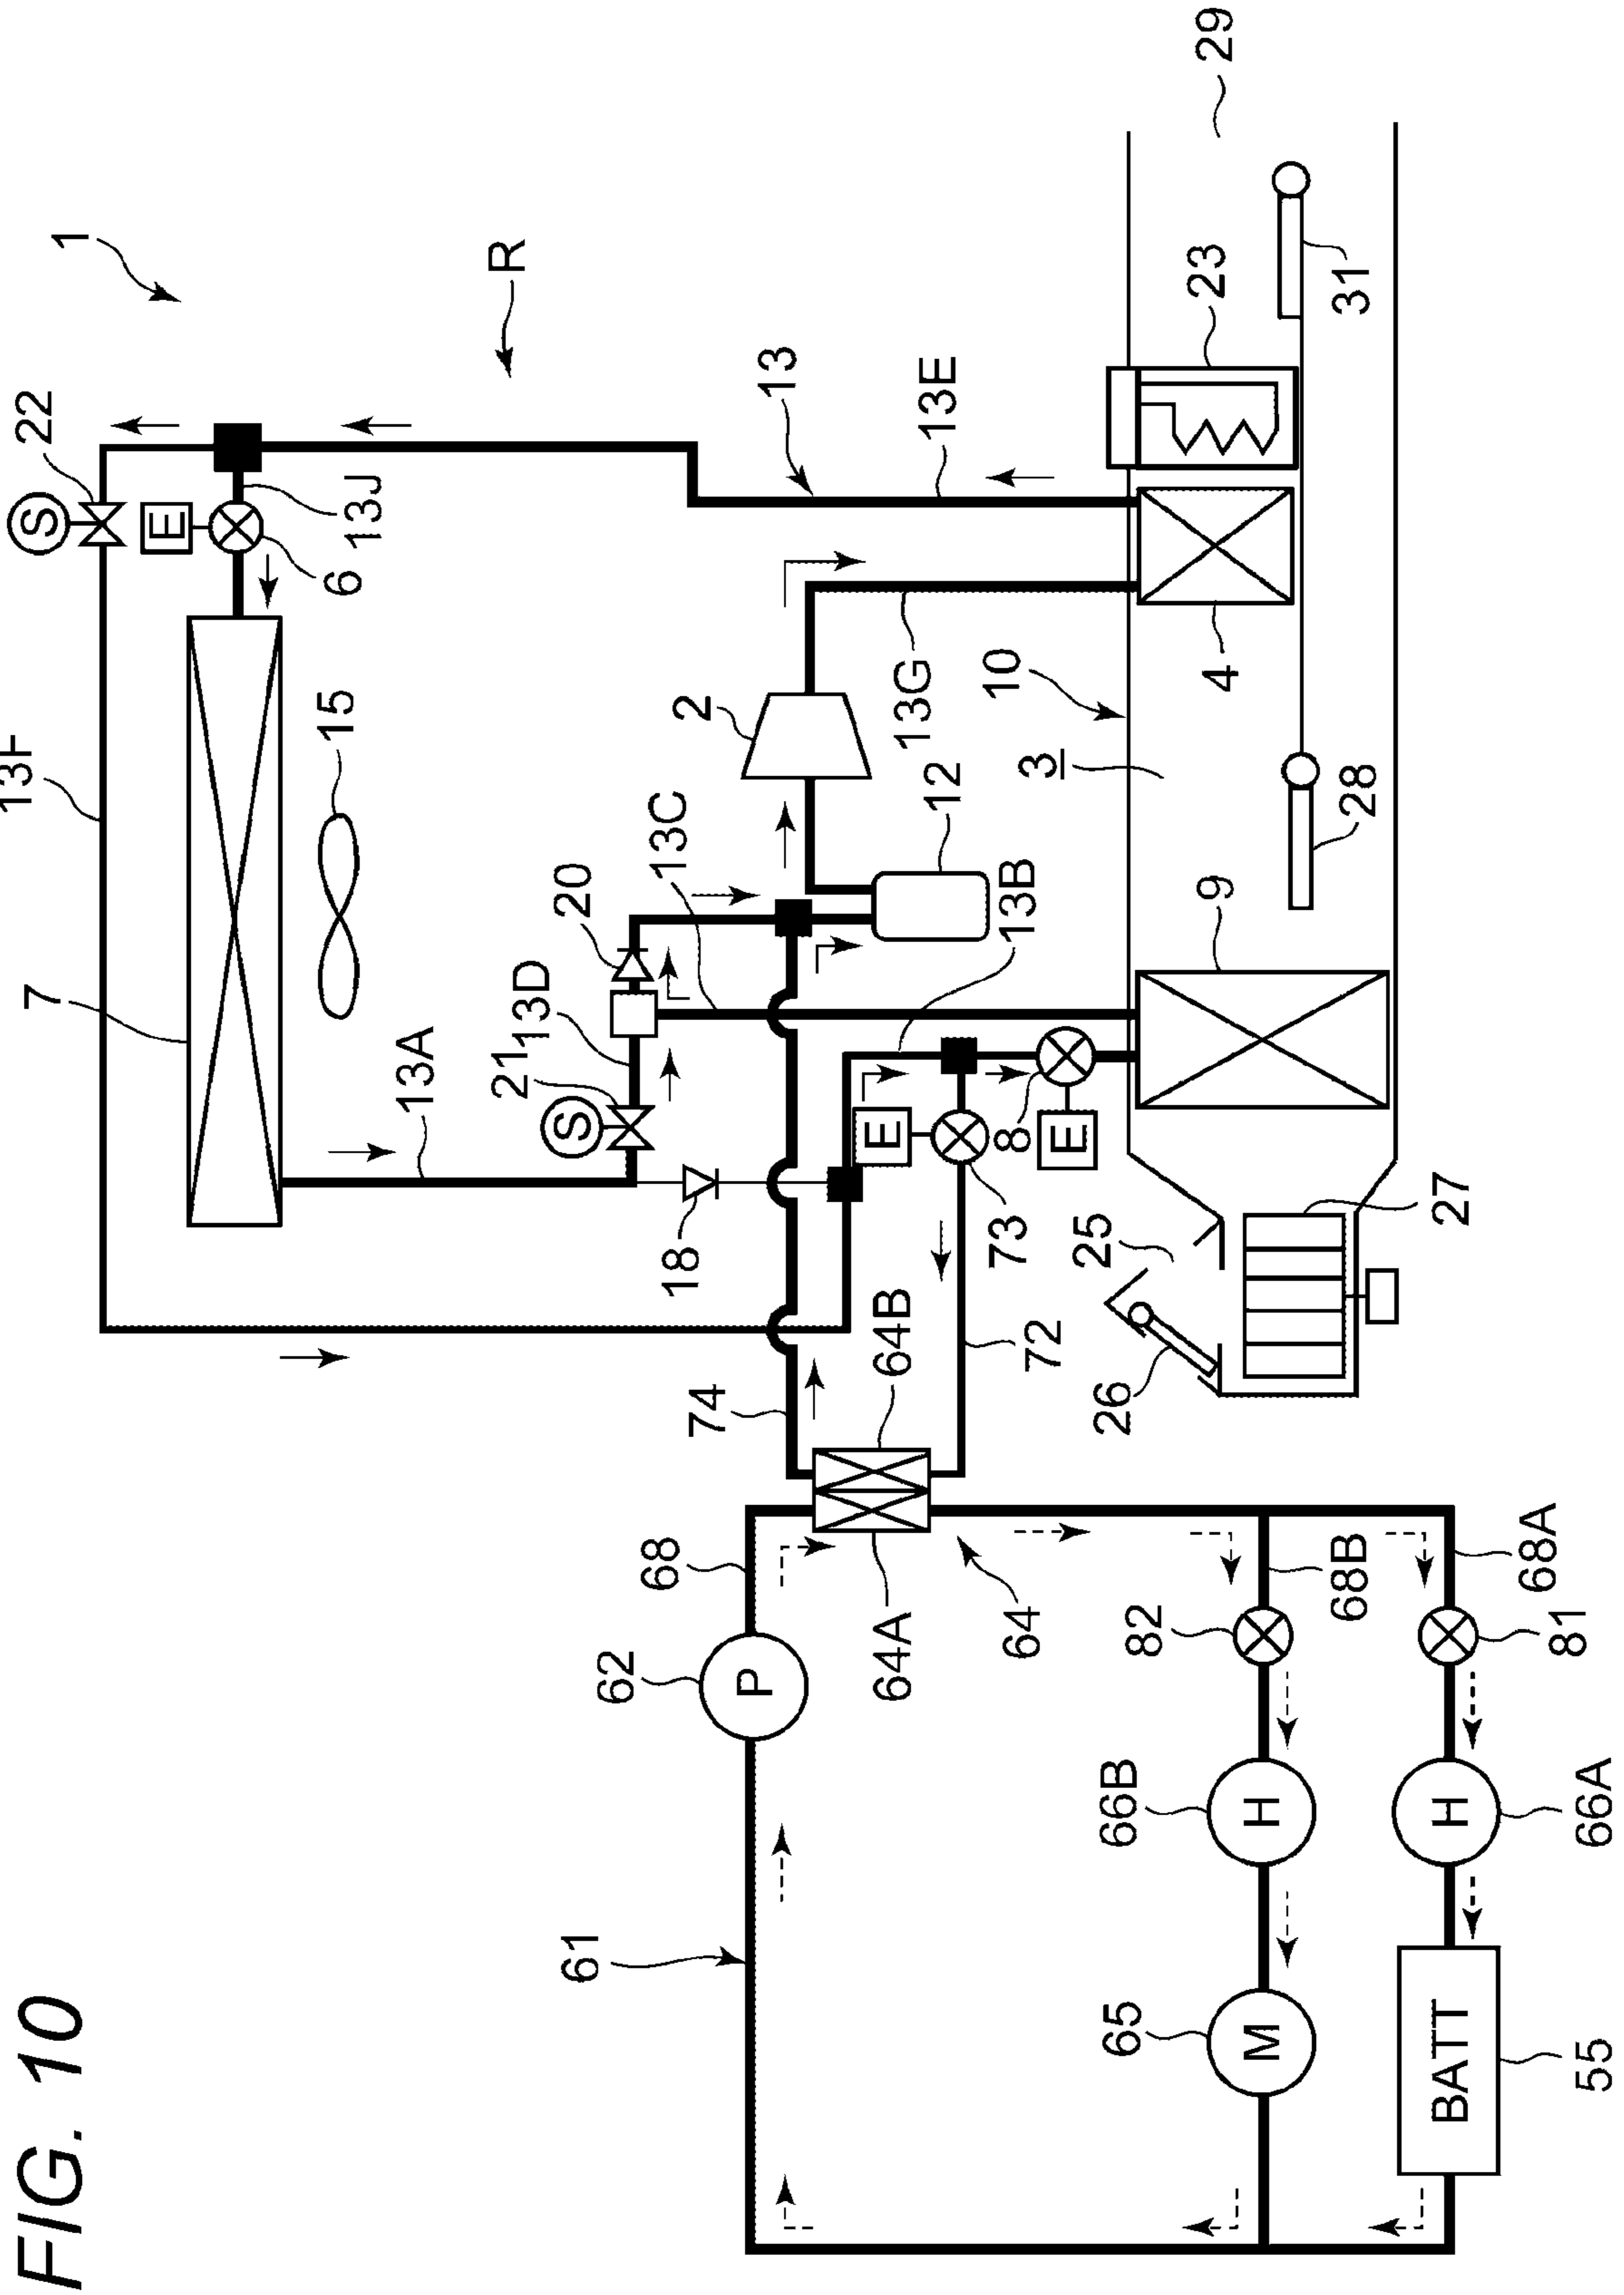 FIG. 10
1
R
22
S
E
13J
6
13F
7
15
13A
13
13E
2
13G
12
13C
20
13D
21
S
18
13B
E
8
E
73
10
3
4
9
23
29
31
28
25
26
27
72
74
64B
64A
64
68
62
P
61
68B
68A
82
81
66B
H
66A
H
65
M
BATT
55